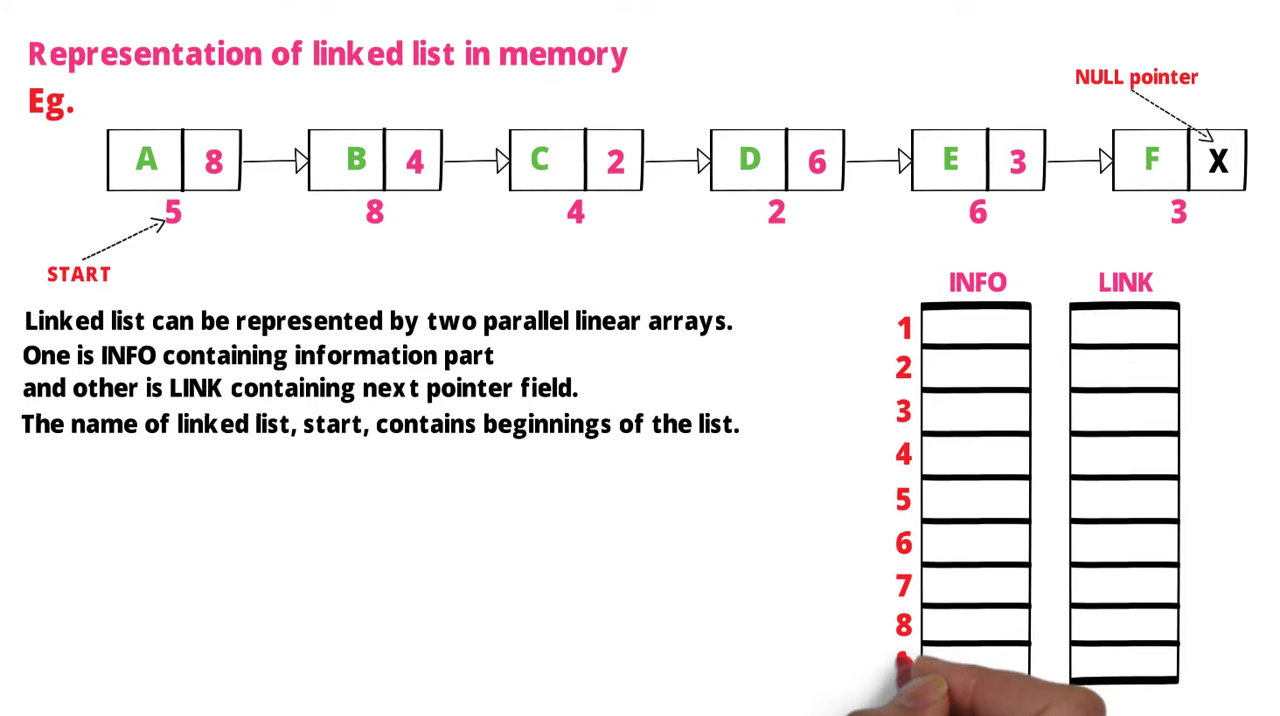 Representation of linked list in memory
Eg.
NULL pointer
A 8 B 4 C 2 D 6 E 3 F X
5 8 4 2 6 3
START
Linked list can be represented by two parallel linear arrays.
One is INFO containing information part
and other is LINK containing next pointer field.
The name of linked list, start, contains beginnings of the list.
INFO LINK
1
2
3
4
5
6
7
8